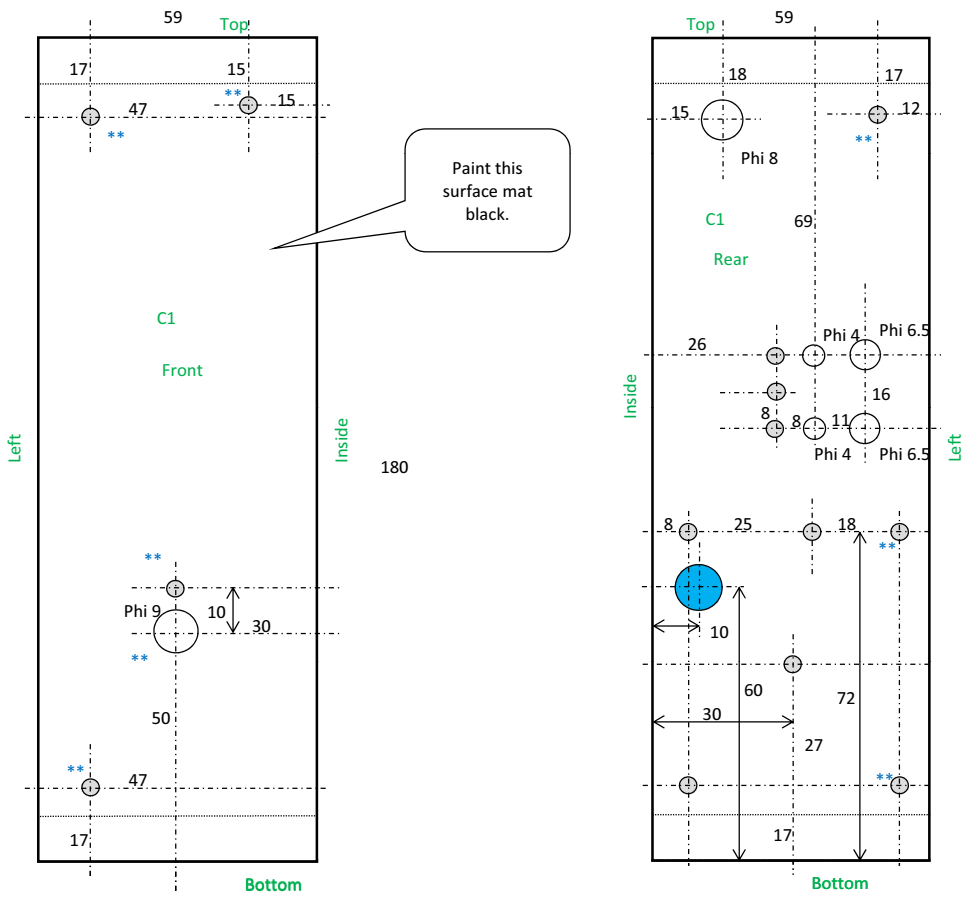 59
Top
17
15
**
47
15
**
Paint this
surface mat
black.
C1
Front
Left
Inside
180
**
Phi 9
10
30
**
50
**
47
17
Bottom
59
Top
18
17
15
12
**
Phi 8
69
C1
Rear
26
Phi 4
Phi 6.5
16
Inside
8
8
11
Phi 4
Phi 6.5
Left
8
25
18
**
10
60
72
30
27
**
17
Bottom